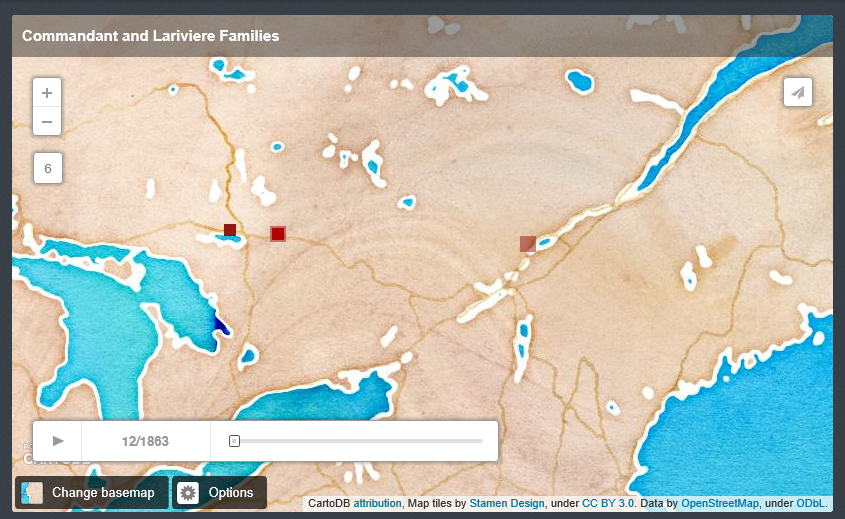 Commandant and Lariviere Families
+
−
6
12/1863
Change basemap
Options
CartoDB attribution, Map tiles by Stamen Design, under CC BY 3.0. Data by OpenStreetMap, under ODbL.